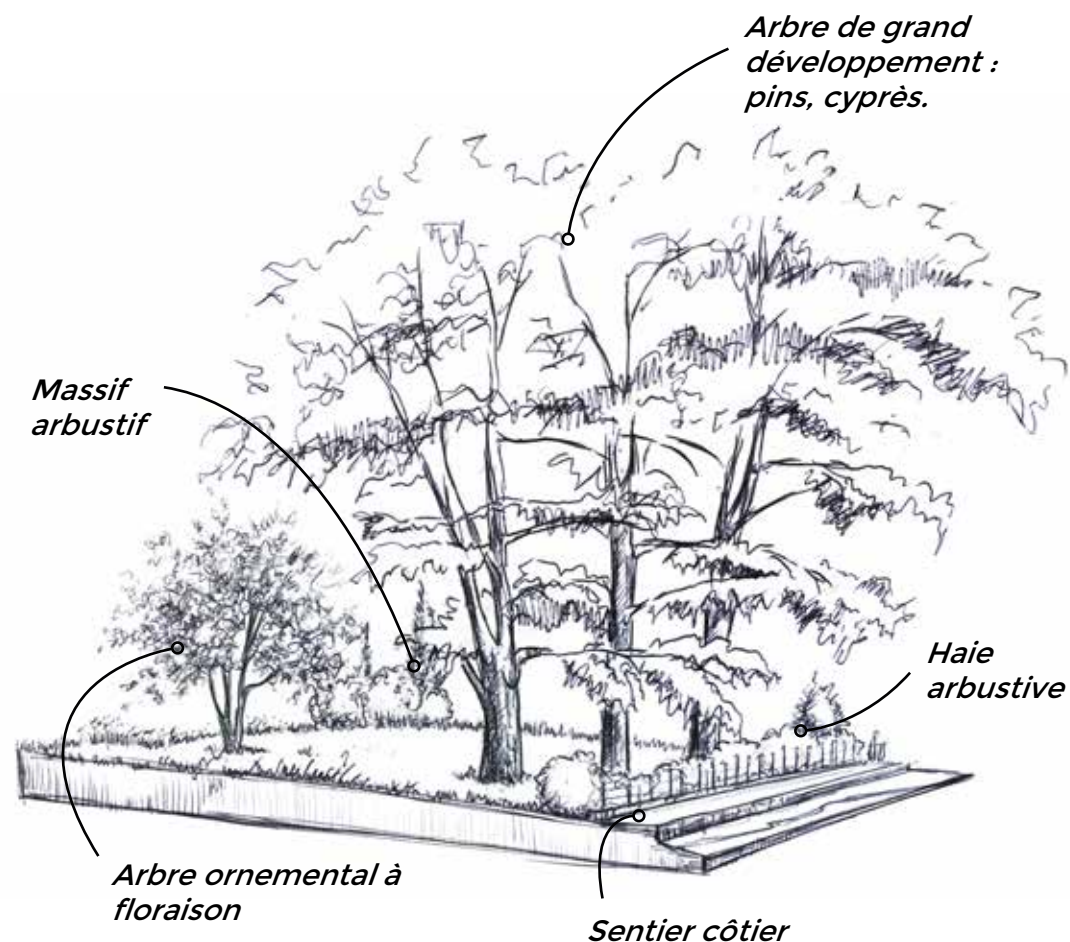 Arbre de grand
développement :
pins, cyprès.
Massif
arbustif
Haie
arbustive
Arbre ornemental à
floraison
Sentier côtier